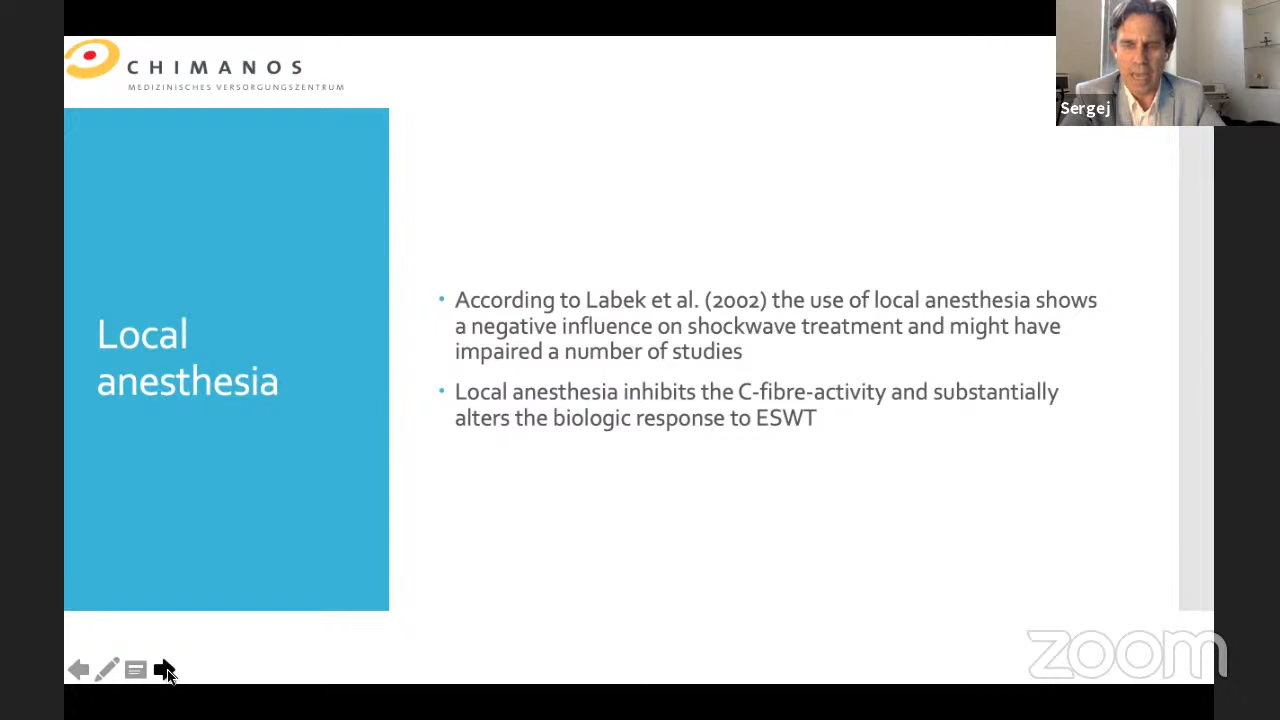 CHIMANOS
MEDIZINISCHES VERSORGUNGSZENTRUM
Sergej
Local
anesthesia
• According to Labek et al. (2002) the use of local anesthesia shows
a negative influence on shockwave treatment and might have
impaired a number of studies
• Local anesthesia inhibits the C-fibre-activity and substantially
alters the biologic response to ESWT
zoom